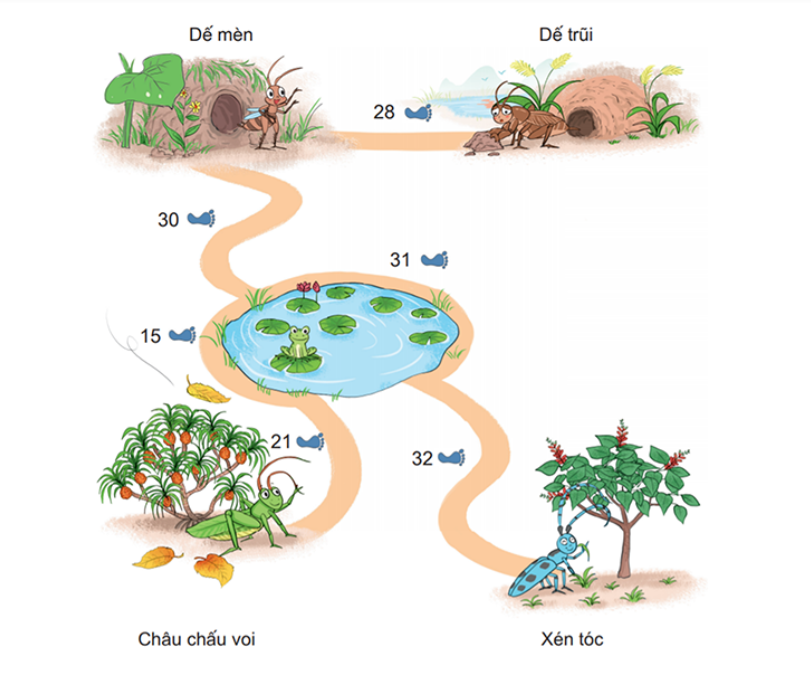 Dế mèn
Dế trũi
28
30
31
15
21
32
Châu chấu voi
Xén tóc